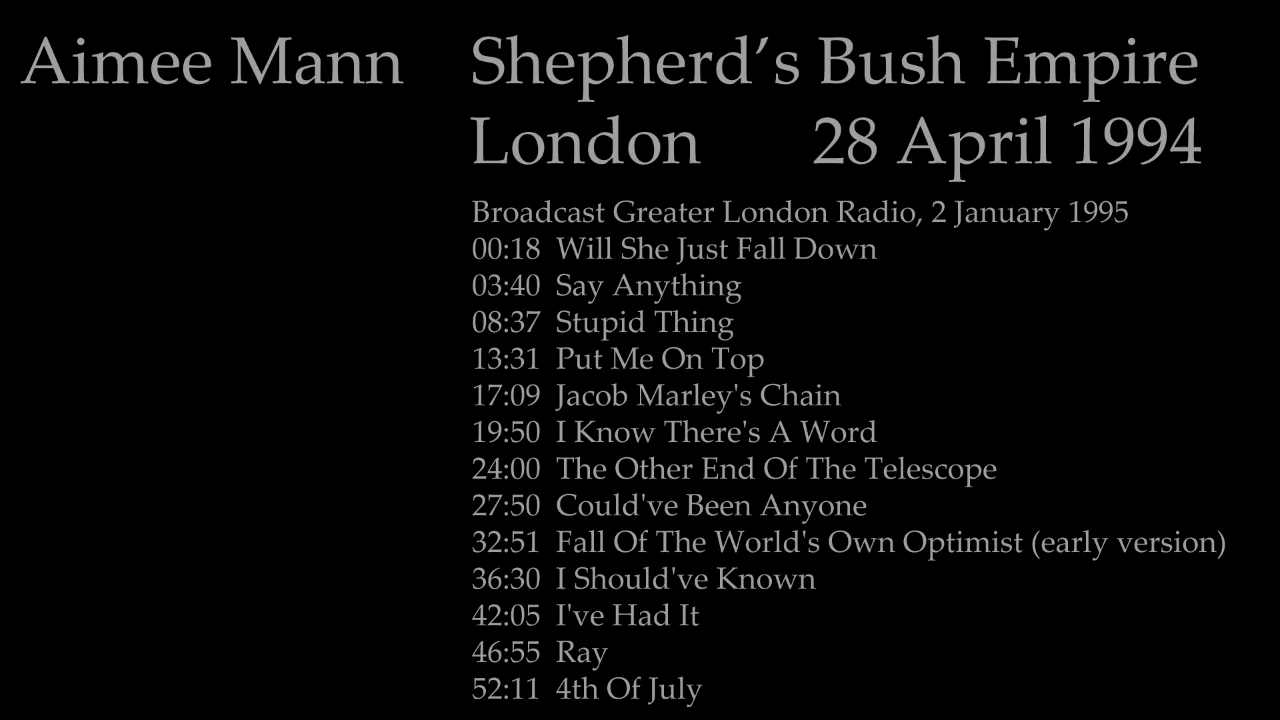 Aimee Mann Shepherd’s Bush Empire
London 28 April 1994
Broadcast Greater London Radio, 2 January 1995
00:18 Will She Just Fall Down
03:40 Say Anything
08:37 Stupid Thing
13:31 Put Me On Top
17:09 Jacob Marley's Chain
19:50 I Know There's A Word
24:00 The Other End Of The Telescope
27:50 Could've Been Anyone
32:51 Fall Of The World's Own Optimist (early version)
36:30 I Should've Known
42:05 I've Had It
46:55 Ray
52:11 4th Of July